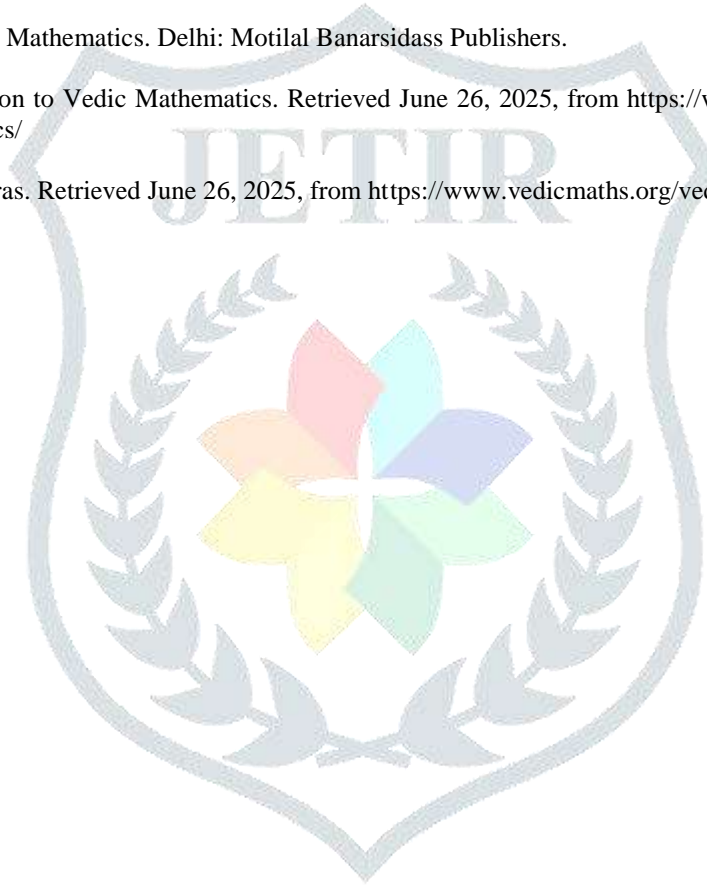 Mathematics. Delhi: Motilal Banarsidass Publishers.
on to Vedic Mathematics. Retrieved June 26, 2025, from https://
cs/
ras. Retrieved June 26, 2025, from https://www.vedicmaths.org/ved
JETIR